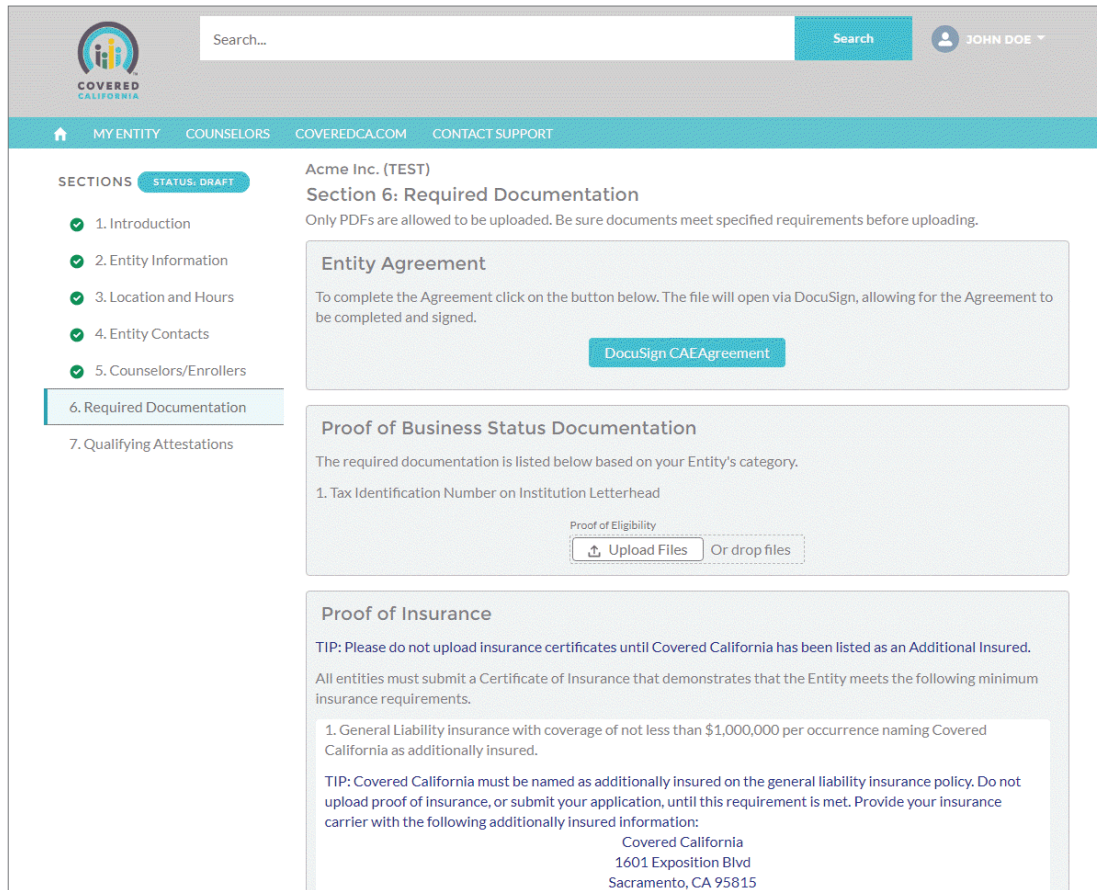 COVERED
CALIFORNIA
Search...
Search
JOHN DOE
MY ENTITY COUNSELORS COVEREDCA.COM CONTACT SUPPORT
SECTIONS STATUS: DRAFT
1. Introduction
2. Entity Information
3. Location and Hours
4. Entity Contacts
5. Counselors/Enrollers
6. Required Documentation
7. Qualifying Attestations
Acme Inc. (TEST)
Section 6: Required Documentation
Only PDFs are allowed to be uploaded. Be sure documents meet specified requirements before uploading.
Entity Agreement
To complete the Agreement click on the button below. The file will open via DocuSign, allowing for the Agreement to
be completed and signed.
DocuSign CAEAgreement
Proof of Business Status Documentation
The required documentation is listed below based on your Entity's category.
1. Tax Identification Number on Institution Letterhead
Proof of Eligibility
Upload Files Or drop files
Proof of Insurance
TIP: Please do not upload insurance certificates until Covered California has been listed as an Additional Insured.
All entities must submit a Certificate of Insurance that demonstrates that the Entity meets the following minimum
insurance requirements.
1. General Liability insurance with coverage of not less than $1,000,000 per occurrence naming Covered
California as additionally insured.
TIP: Covered California must be named as additionally insured on the general liability insurance policy. Do not
upload proof of insurance, or submit your application, until this requirement is met. Provide your insurance
carrier with the following additionally insured information:
Covered California
1601 Exposition Blvd
Sacramento, CA 95815